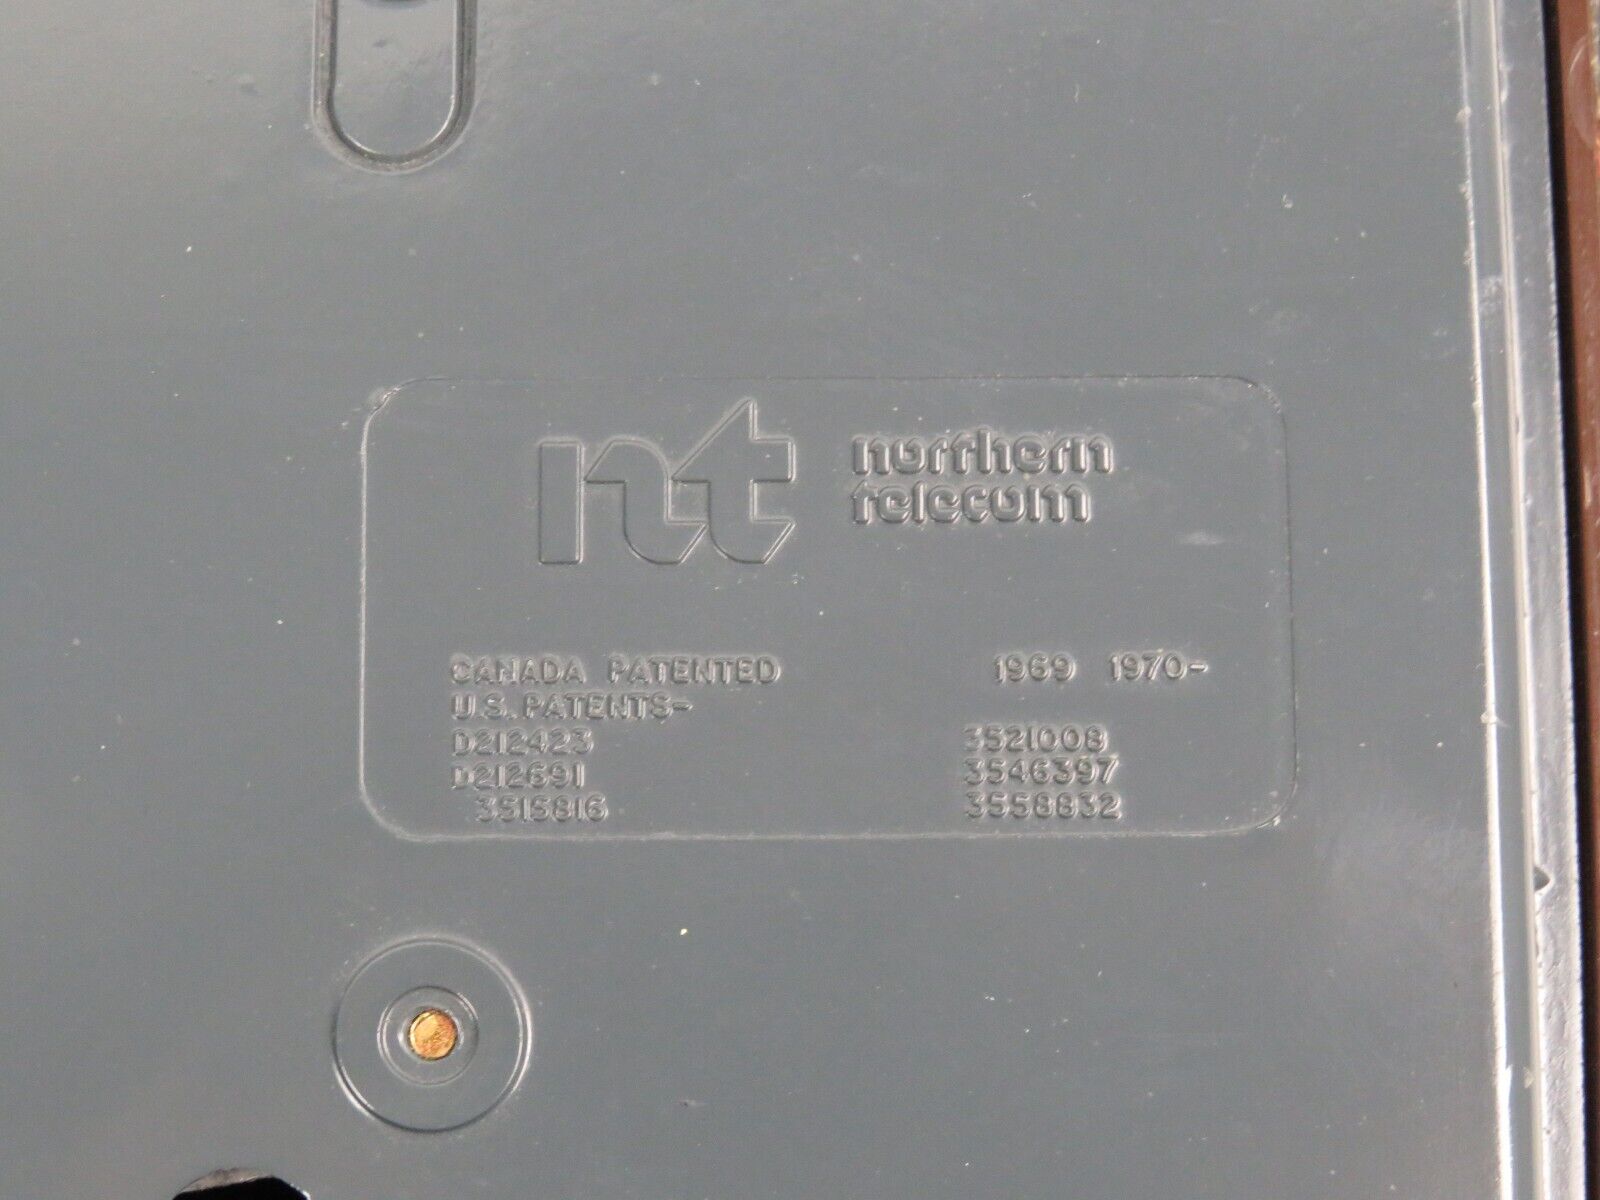 nt northern
telecom
CANADA PATENTED 1969 1970-
U.S. PATENTS-
D212423 3521008
D212691 3546397
3515816 3558832